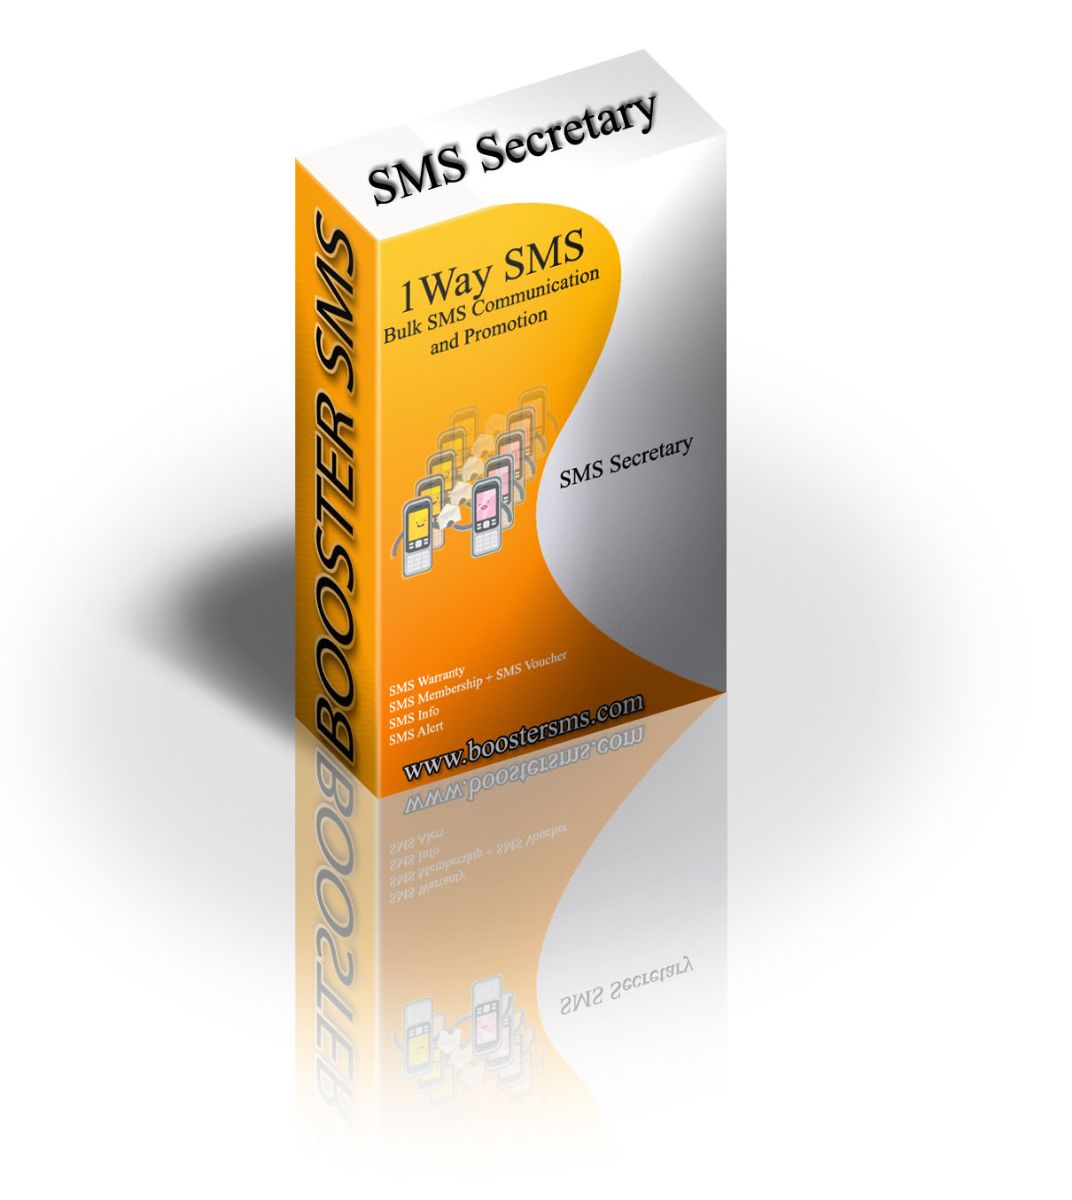 SMS Secretary
BOOSTER SMS
1Way SMS
Bulk SMS Communication
and Promotion
SMS Secretary
SMS Warranty
SMS Membership + SMS Voucher
SMS Info
SMS Alert
www.boostersms.com